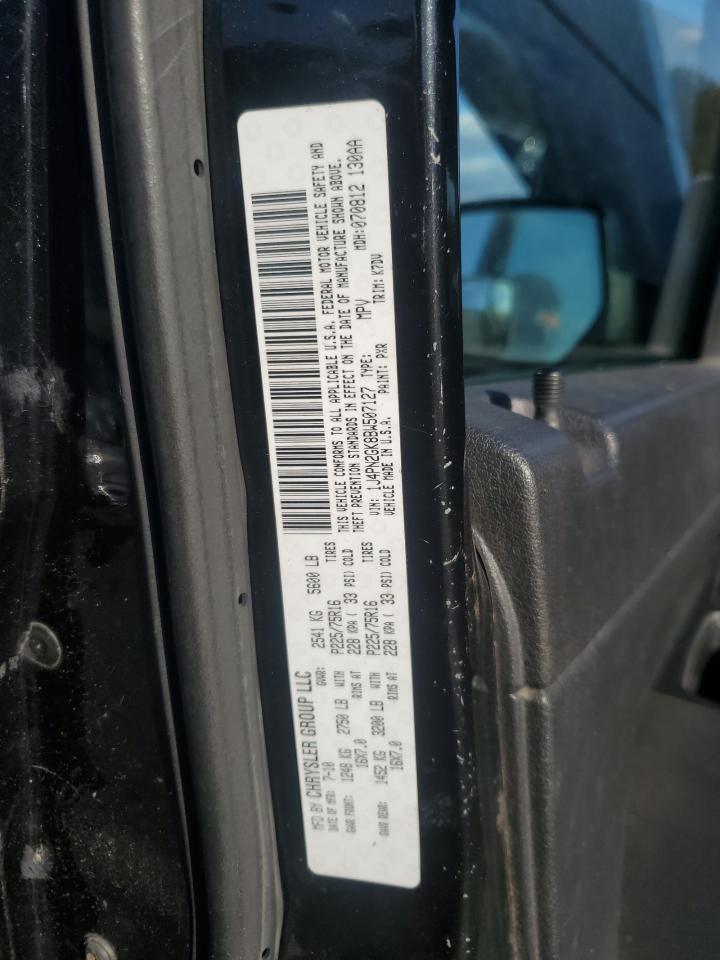 MFD BY CHRYSLER GROUP LLC
DATE OF MFR: 7-10 GVWR: 2541 KG 5600 LB
GAWR FRONT: 1248 KG 2750 LB WITH P225/75R16 TIRES
16X7.0 RIMS AT 228 KPA ( 33 PSI) COLD
GAWR REAR: 1452 KG 3200 LB WITH P225/75R16 TIRES
16X7.0 RIMS AT 228 KPA ( 33 PSI) COLD
THIS VEHICLE CONFORMS TO ALL APPLICABLE U.S.A. FEDERAL MOTOR VEHICLE SAFETY AND
THEFT PREVENTION STANDARDS IN EFFECT ON THE DATE OF MANUFACTURE SHOWN ABOVE.
VIN: 1J4PN2GK8BW507127 TYPE: MPV MDH:070812 130AA
VEHICLE MADE IN U.S.A. PAINT: PXR TRIM: K7DV